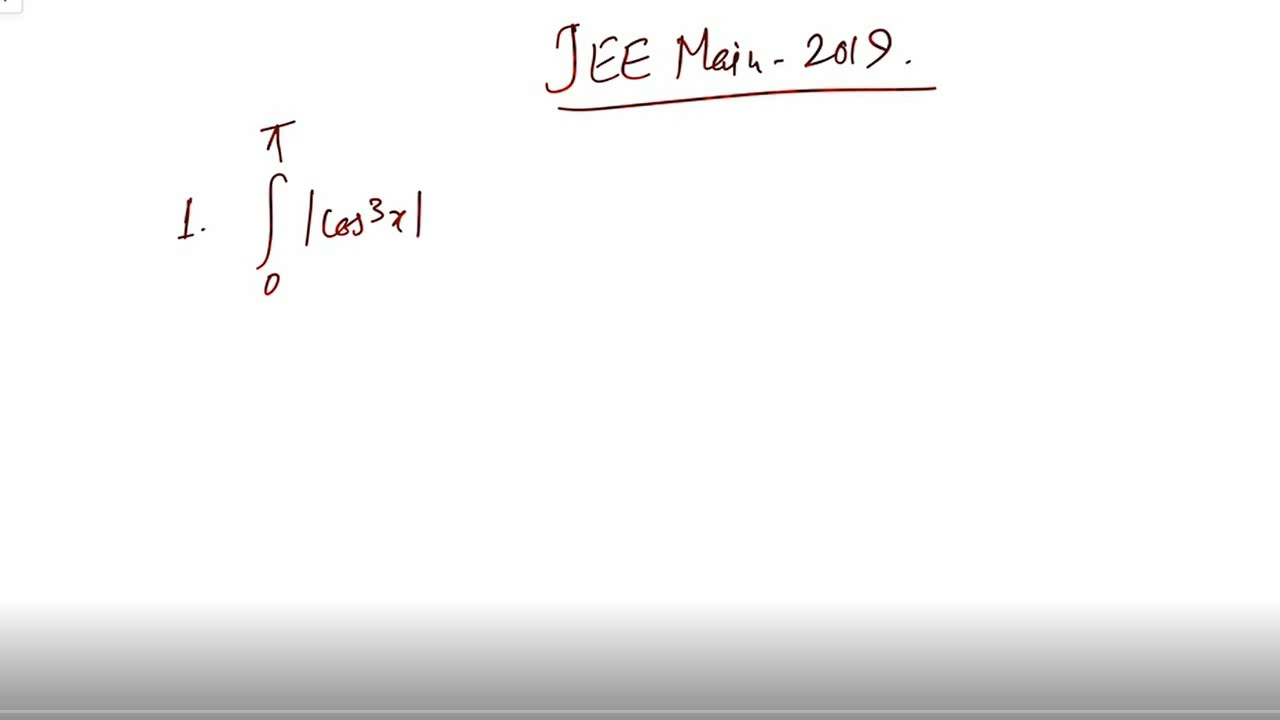 JEE Main - 2019.
1. ∫₀^π |cos³x|